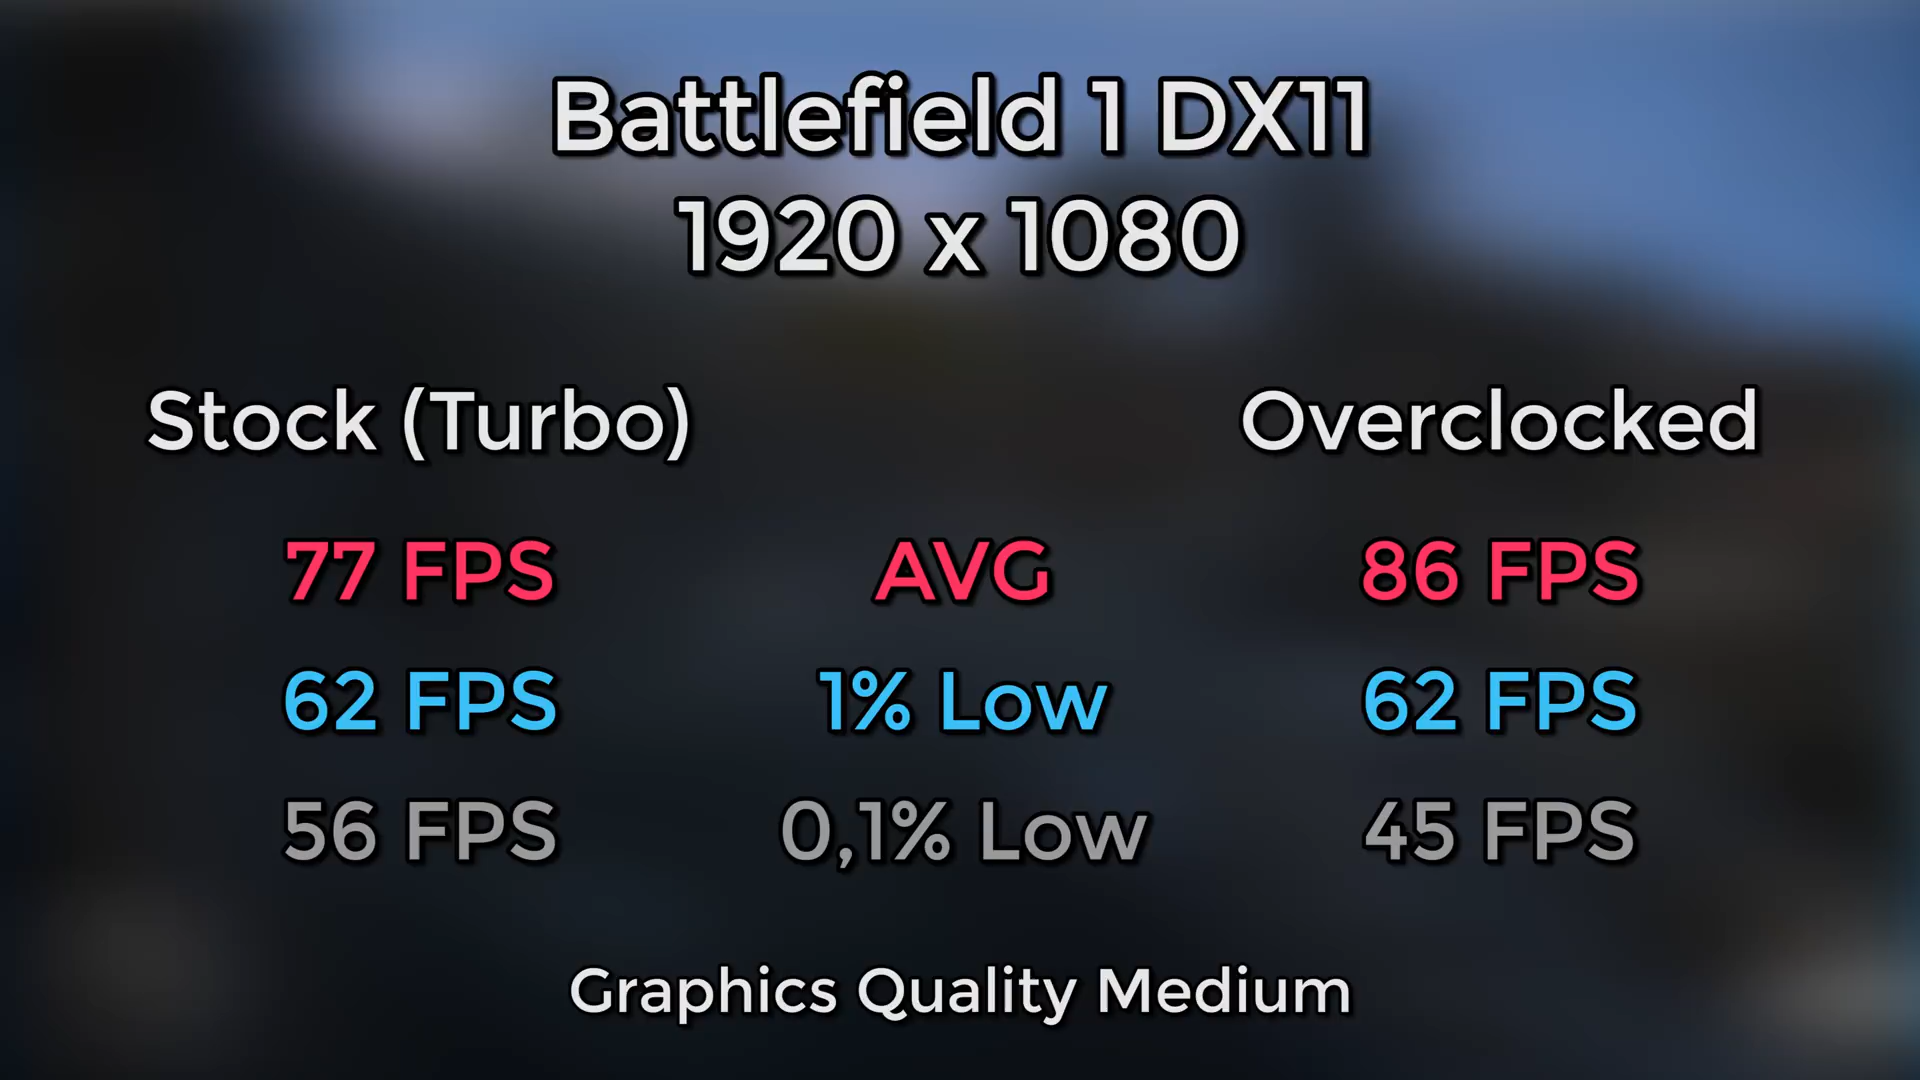 Battlefield 1 DX11
1920 x 1080
Stock (Turbo) Overclocked
77 FPS AVG 86 FPS
62 FPS 1% Low 62 FPS
56 FPS 0,1% Low 45 FPS
Graphics Quality Medium